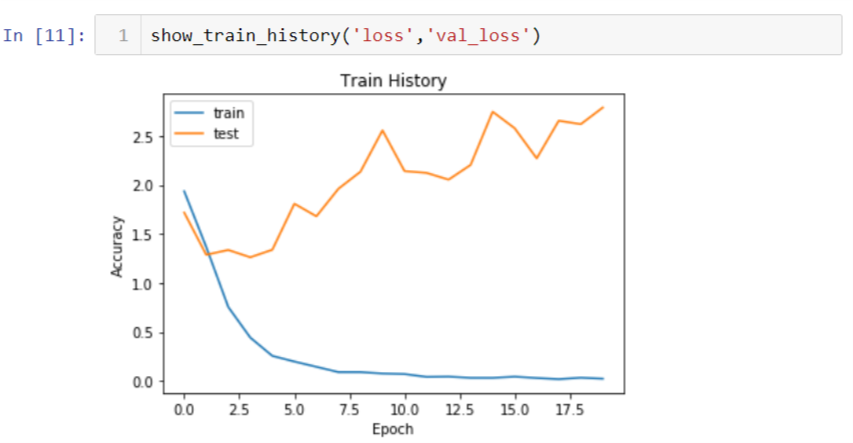 In [11]: 1 show_train_history('loss','val_loss')
Train History
train
test
2.5
2.0
1.5
1.0
0.5
0.0
Accuracy
0.0 2.5 5.0 7.5 10.0 12.5 15.0 17.5
Epoch